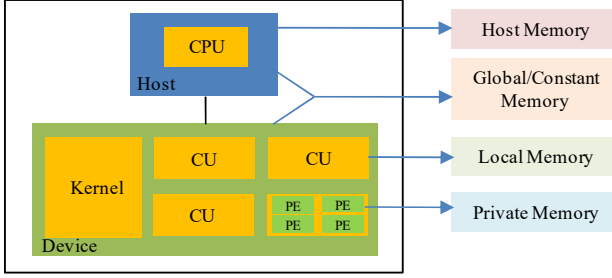 CPU
Host
Host Memory
Global/Constant
Memory
CU
CU
Local Memory
Kernel
CU
PE
PE
PE
PE
Private Memory
Device